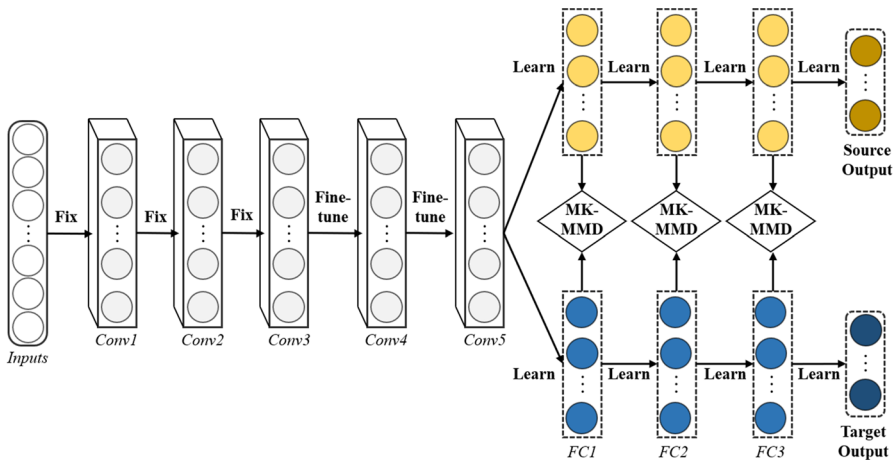 Learn
Learn
Learn
Learn
Source
Output
Fix
Fix
Fix
Fine-
tune
Fine-
tune
MK-
MMD
MK-
MMD
MK-
MMD
Inputs
Conv1
Conv2
Conv3
Conv4
Conv5
Learn
Learn
Learn
Learn
FC1
FC2
FC3
Target
Output